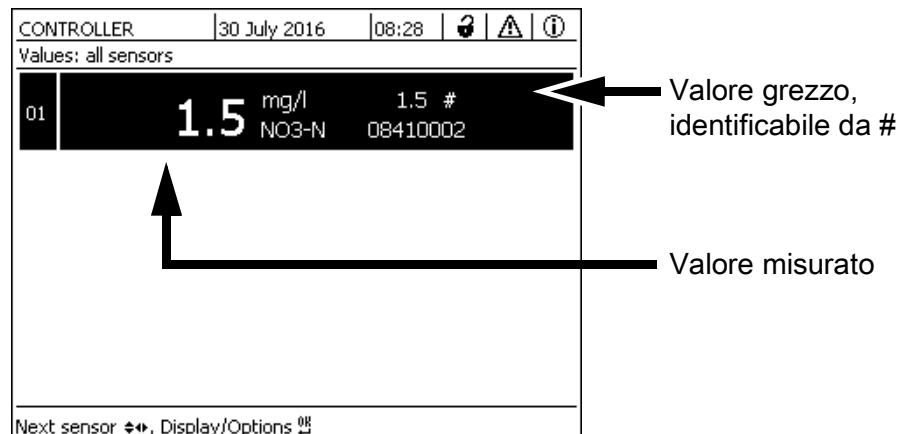 CONTROLLER 30 July 2016 08:28
Values: all sensors
01 1.5 mg/l NO3-N 1.5 # 08410002
Valore grezzo,
identificabile da #
Valore misurato
Next sensor , Display/Options OK